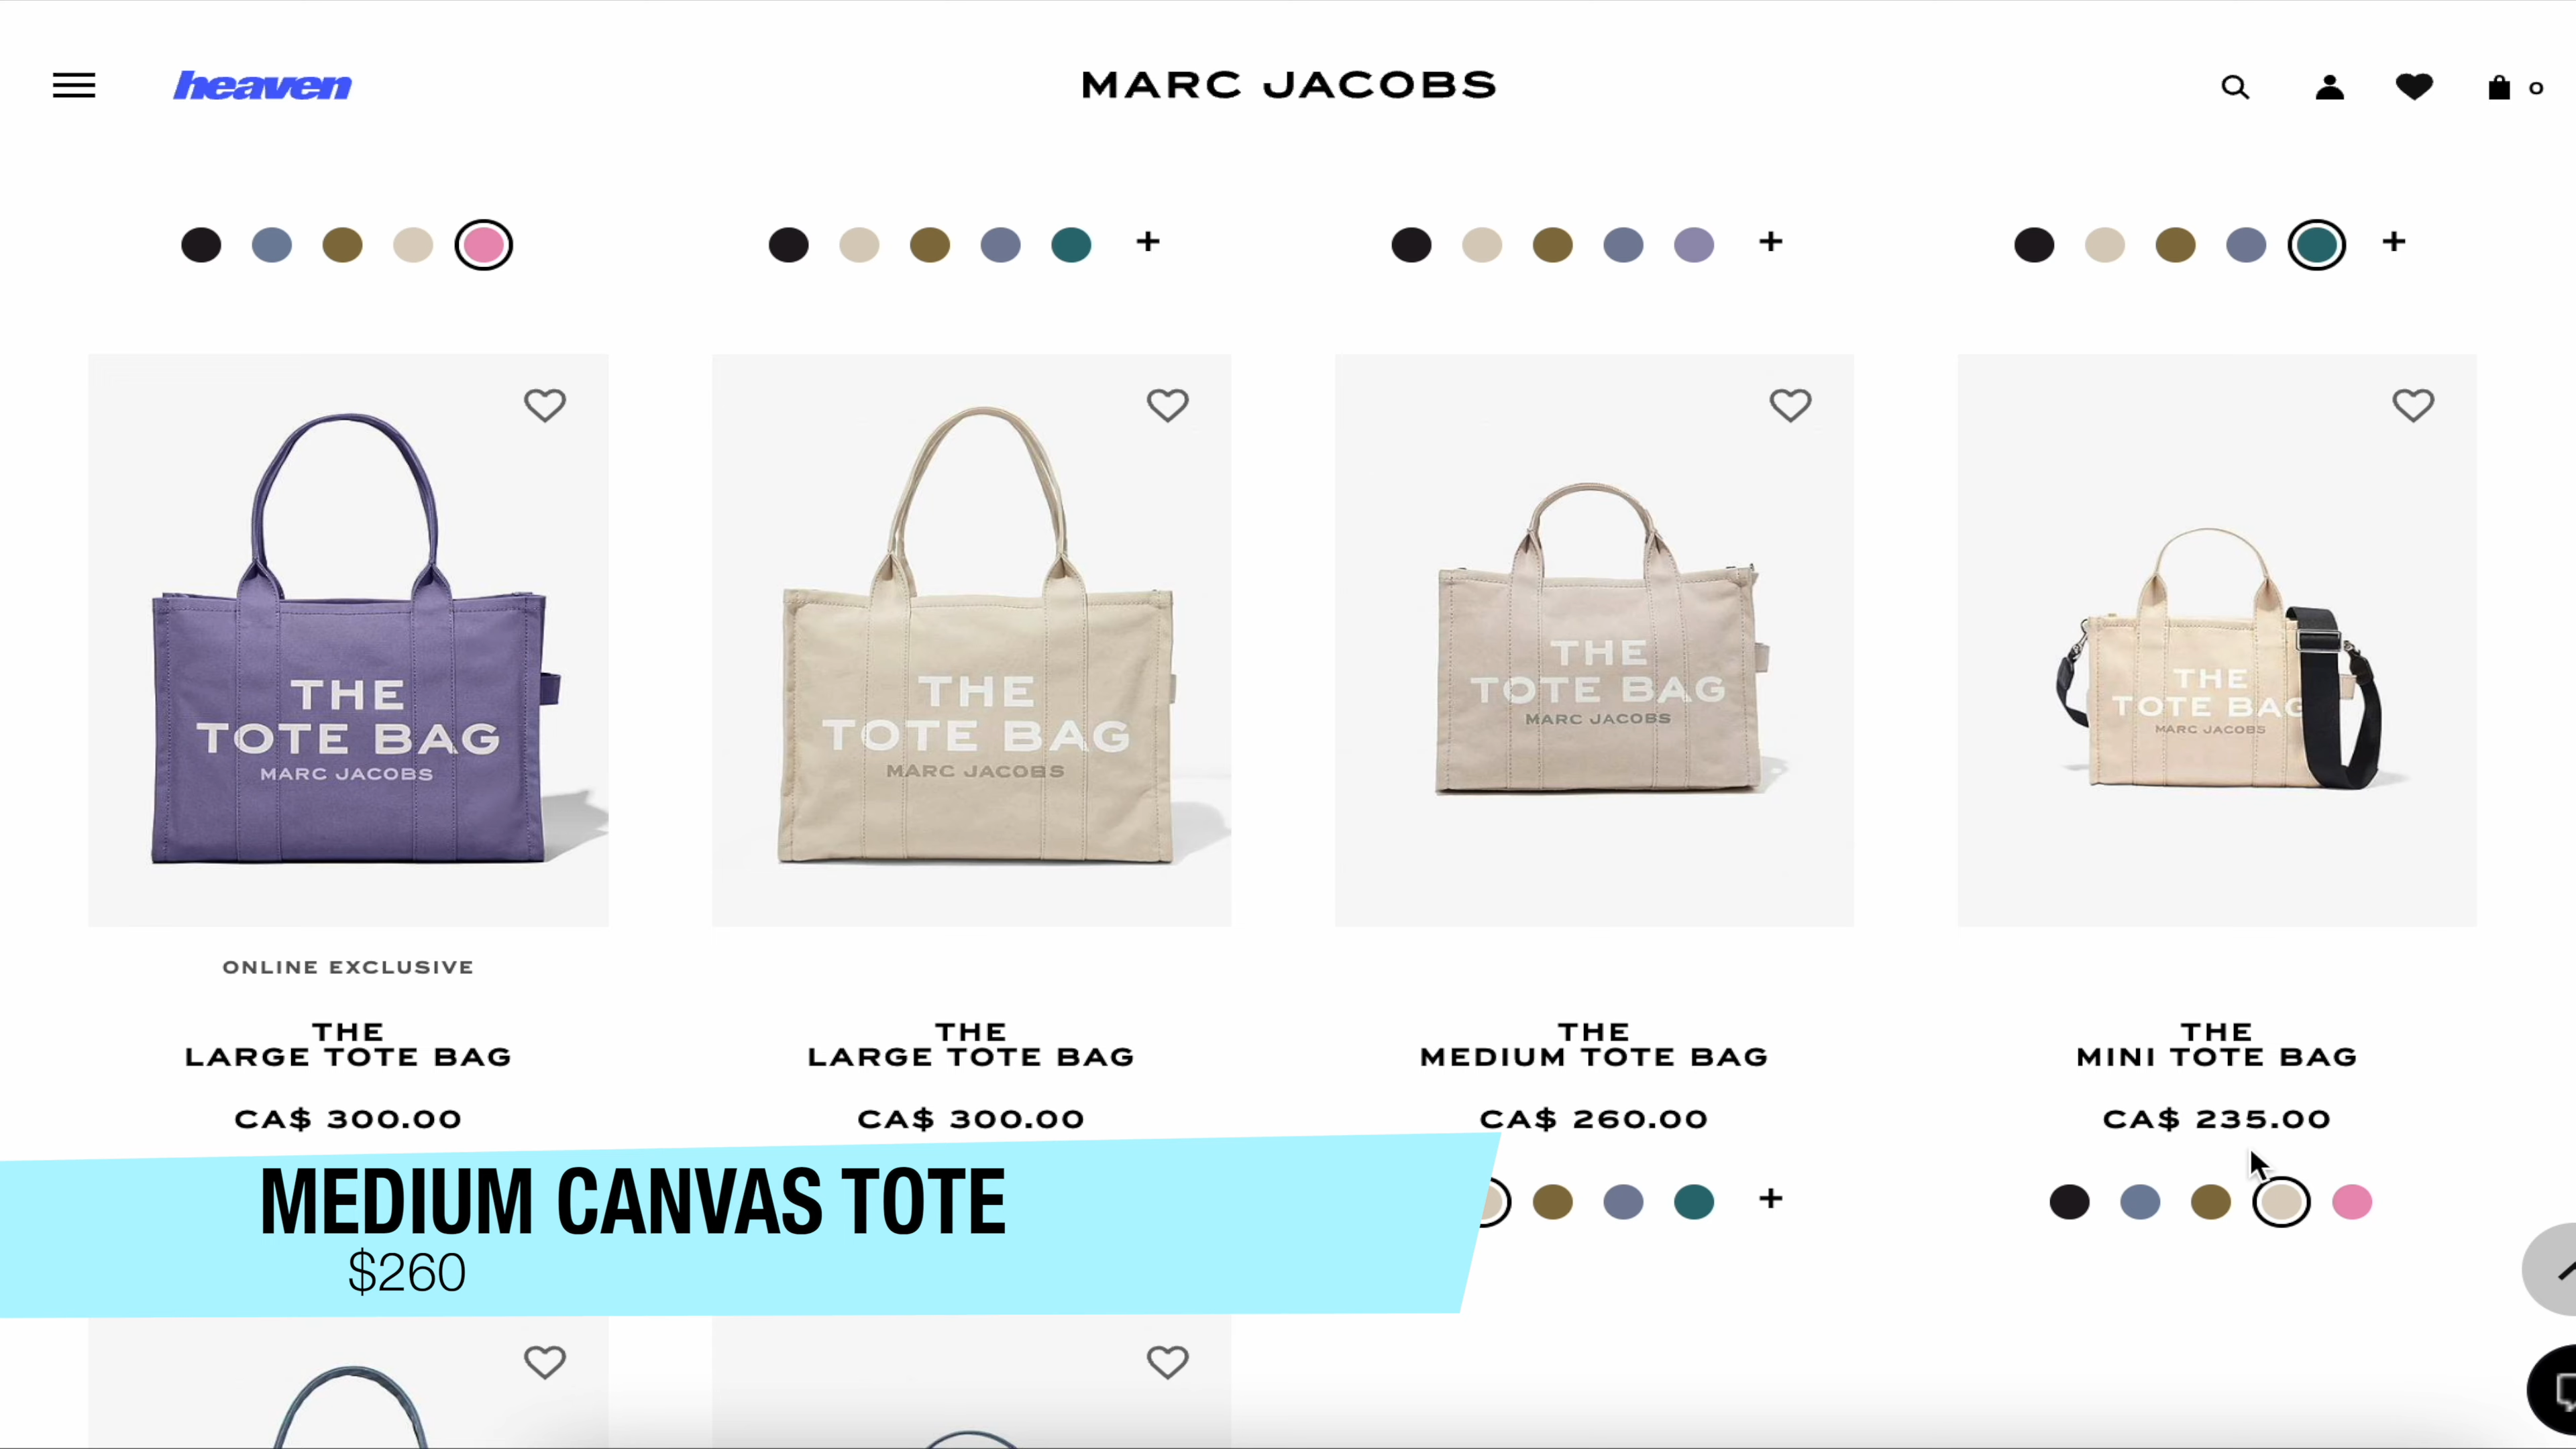 heaven
MARC JACOBS
0
+
+
+
THE
TOTE BAG
MARC JACOBS
THE
TOTE BAG
MARC JACOBS
THE
TOTE BAG
MARC JACOBS
THE
TOTE BAG
MARC JACOBS
ONLINE EXCLUSIVE
THE
LARGE TOTE BAG
CA$ 300.00
THE
LARGE TOTE BAG
CA$ 300.00
THE
MEDIUM TOTE BAG
CA$ 260.00
+
THE
MINI TOTE BAG
CA$ 235.00
MEDIUM CANVAS TOTE
$260